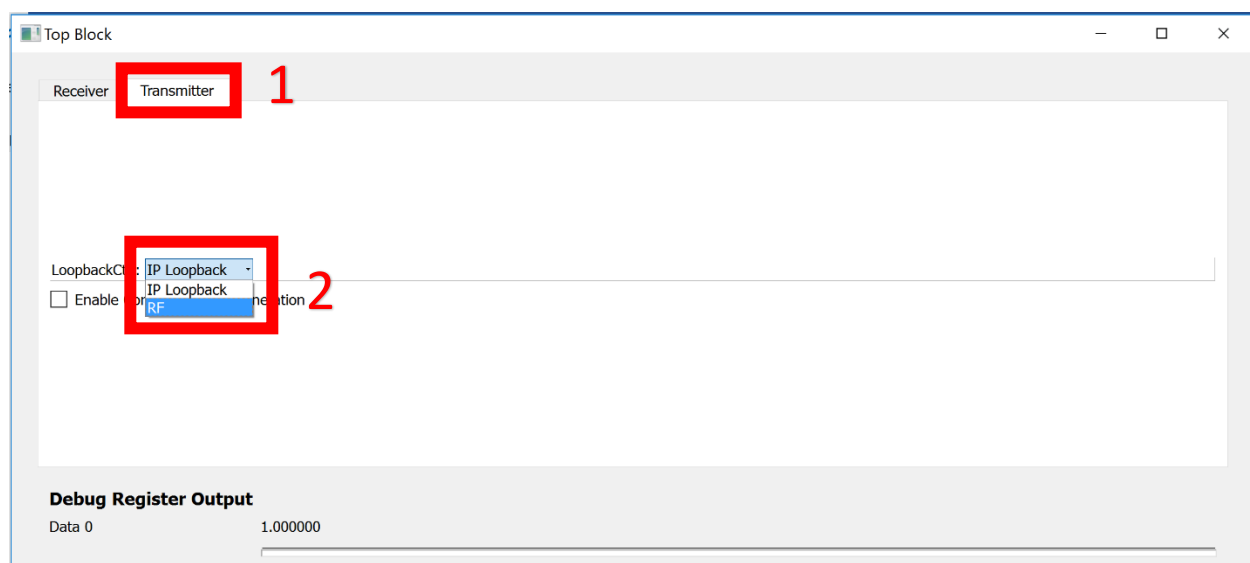 Top Block
Receiver Transmitter 1
LoopbackC : IP Loopback
IP Loopback
Enable 2
RF
Debug Register Output
Data 0 1.000000